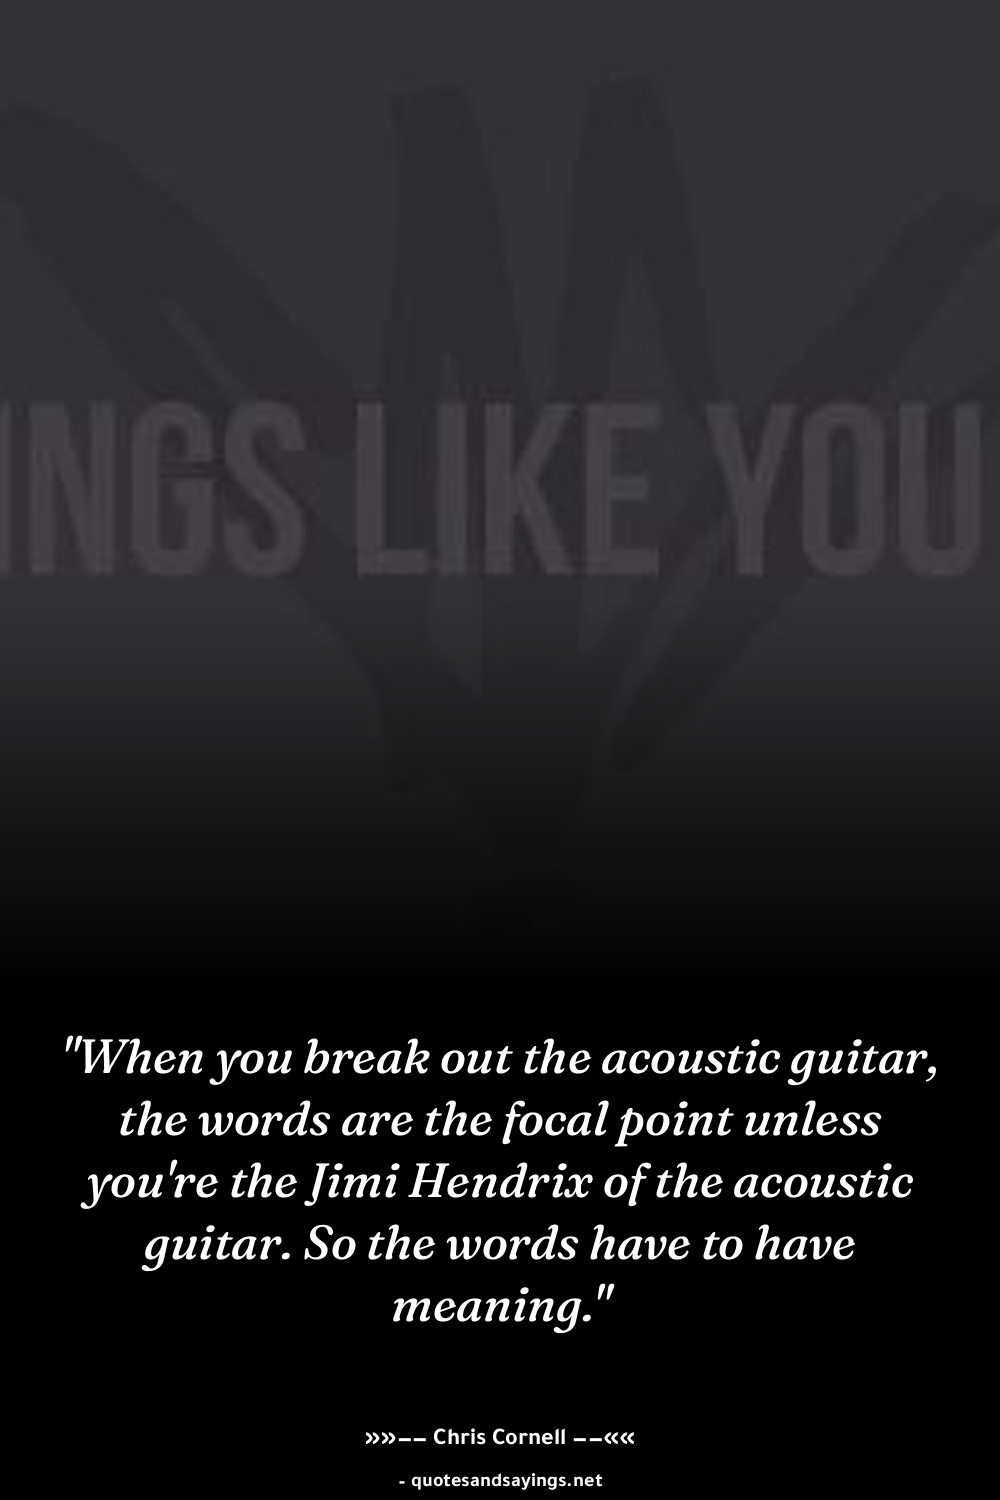 INGS LIKE YOU
"When you break out the acoustic guitar,
the words are the focal point unless
you're the Jimi Hendrix of the acoustic
guitar. So the words have to have
meaning."
»»−− Chris Cornell −−««
- quotesandsayings.net